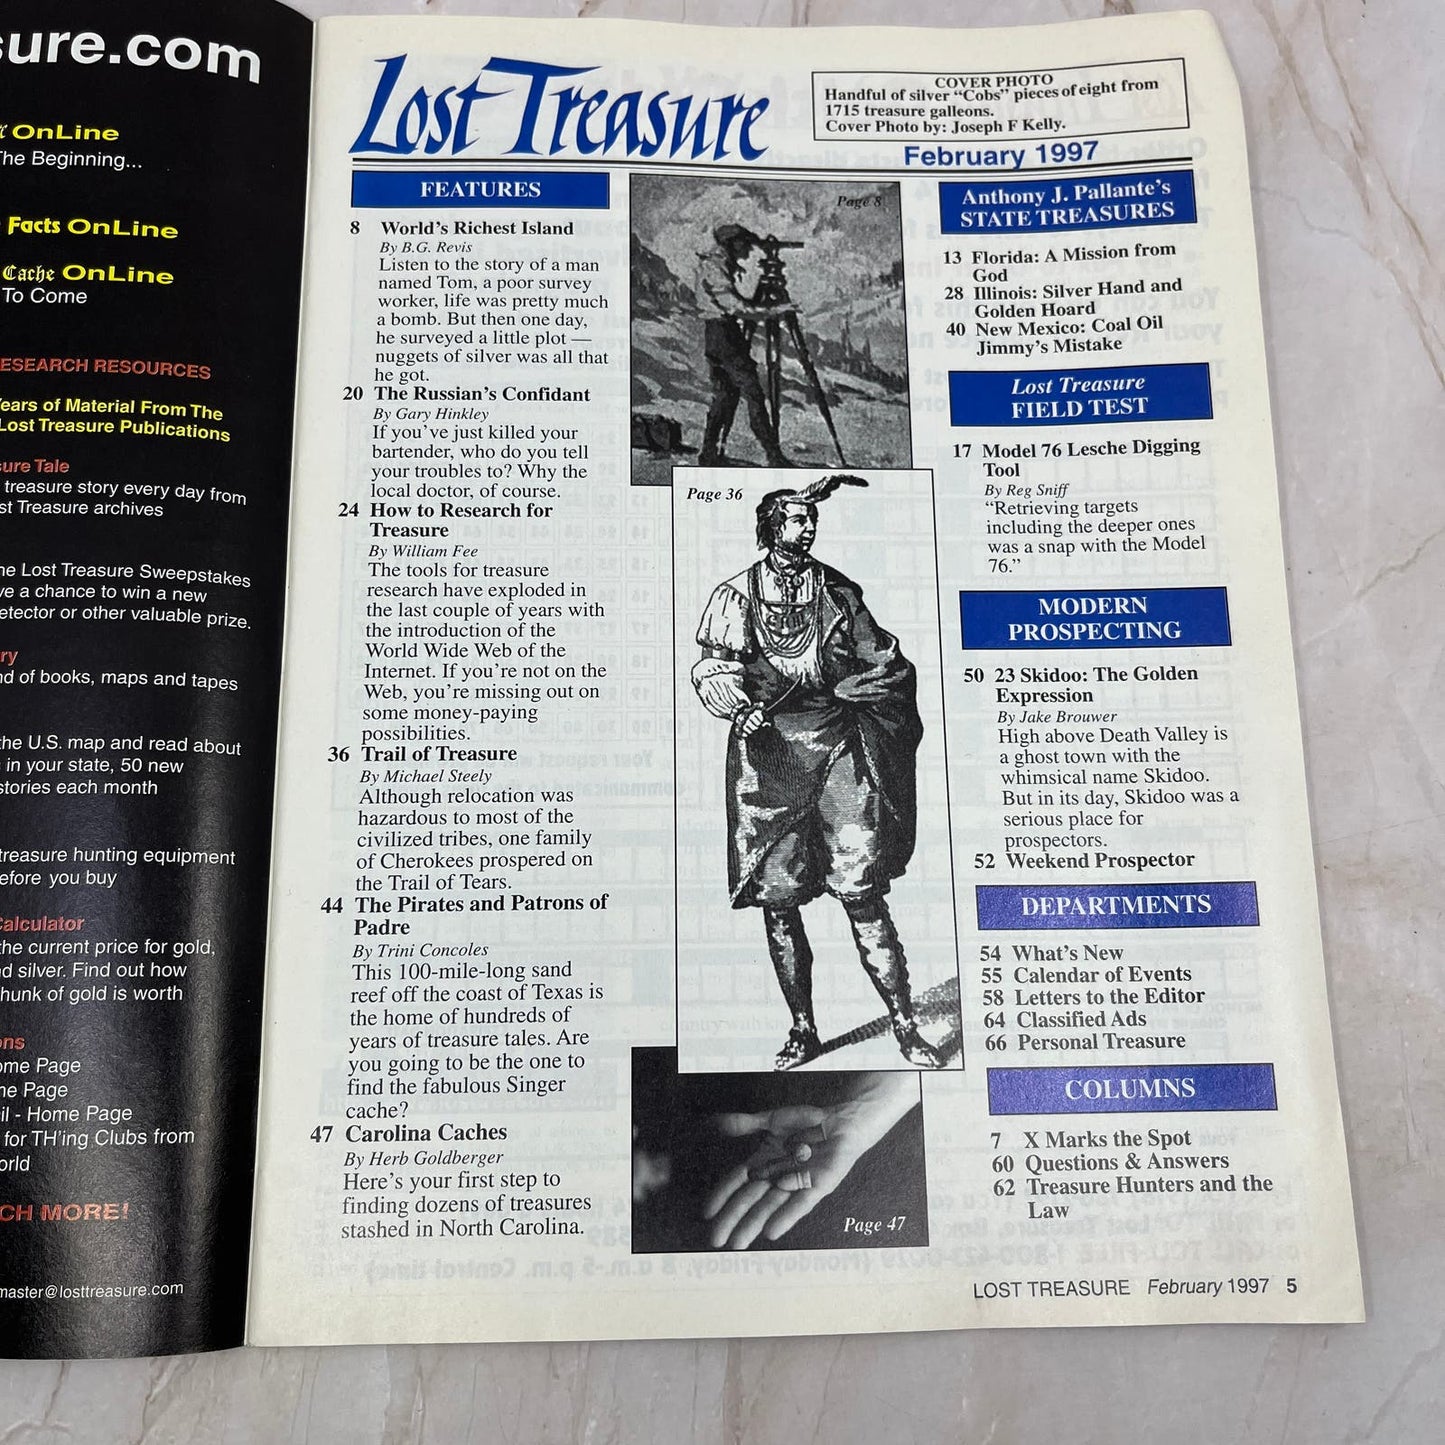 sure.com
OnLine
The Beginning...
Facts OnLine
Cache OnLine
To Come
RESEARCH RESOURCES
Years of Material From The
Lost Treasure Publications
sure Tale
treasure story every day from
st Treasure archives
he Lost Treasure Sweepstakes
ve a chance to win a new
etector or other valuable prize.
ry
nd of books, maps and tapes
the U.S. map and read about
in your state, 50 new
stories each month
treasure hunting equipment
efore you buy
Calculator
the current price for gold,
nd silver. Find out how
hunk of gold is worth
ons
ome Page
me Page
il - Home Page
for TH'ing Clubs from
orld
CH MORE!
master@losttreasure.com
Lost Treasure
COVER PHOTO
Handful of silver “Cobs” pieces of eight from
1715 treasure galleons.
Cover Photo by: Joseph F Kelly.
February 1997
FEATURES
8 World’s Richest Island
By B.G. Revis
Listen to the story of a man
named Tom, a poor survey
worker, life was pretty much
a bomb. But then one day,
he surveyed a little plot —
nuggets of silver was all that
he got.
20 The Russian’s Confidant
By Gary Hinkley
If you’ve just killed your
bartender, who do you tell
your troubles to? Why the
local doctor, of course.
24 How to Research for
Treasure
By William Fee
The tools for treasure
research have exploded in
the last couple of years with
the introduction of the
World Wide Web of the
Internet. If you’re not on the
Web, you’re missing out on
some money-paying
possibilities.
36 Trail of Treasure
By Michael Steely
Although relocation was
hazardous to most of the
civilized tribes, one family
of Cherokees prospered on
the Trail of Tears.
44 The Pirates and Patrons of
Padre
By Trini Concoles
This 100-mile-long sand
reef off the coast of Texas is
the home of hundreds of
years of treasure tales. Are
you going to be the one to
find the fabulous Singer
cache?
47 Carolina Caches
By Herb Goldberger
Here’s your first step to
finding dozens of treasures
stashed in North Carolina.
Page 8
Page 36
Page 47
Anthony J. Pallante’s
STATE TREASURES
13 Florida: A Mission from
God
28 Illinois: Silver Hand and
Golden Hoard
40 New Mexico: Coal Oil
Jimmy’s Mistake
Lost Treasure
FIELD TEST
17 Model 76 Lesche Digging
Tool
By Reg Sniff
“Retrieving targets
including the deeper ones
was a snap with the Model
76.”
MODERN
PROSPECTING
50 23 Skidoo: The Golden
Expression
By Jake Brouwer
High above Death Valley is
a ghost town with the
whimsical name Skidoo.
But in its day, Skidoo was a
serious place for
prospectors.
52 Weekend Prospector
DEPARTMENTS
54 What’s New
55 Calendar of Events
58 Letters to the Editor
64 Classified Ads
66 Personal Treasure
COLUMNS
7 X Marks the Spot
60 Questions & Answers
62 Treasure Hunters and the
Law
LOST TREASURE February 1997 5